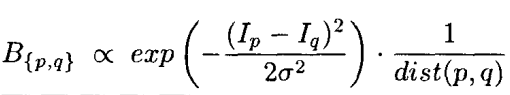 $B_{\{p,q\}} \propto exp\left(-\frac{(I_p - I_q)^2}{2\sigma^2}\right) \cdot \frac{1}{dist(p,q)}$